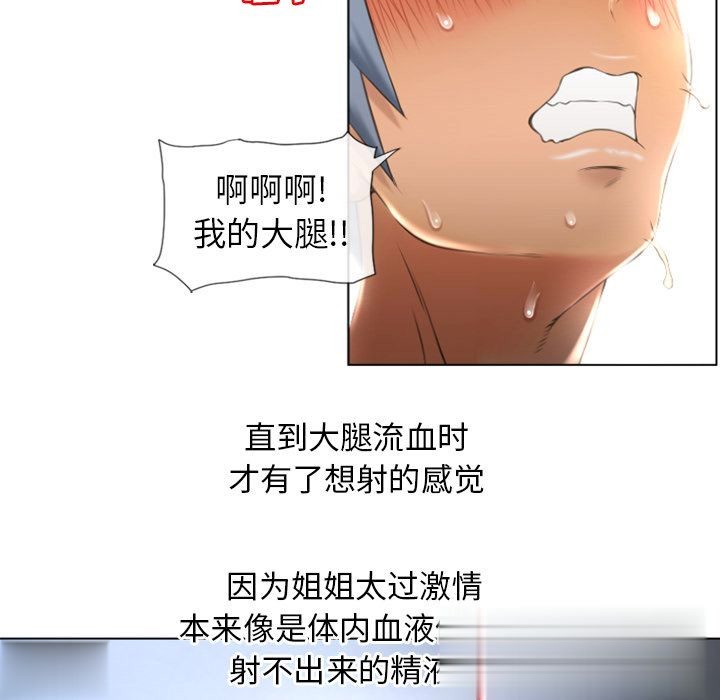 啊啊啊!
我的大腿!!
直到大腿流血时
才有了想射的感觉
因为姐姐太过激情
本来像是体内血液
射不出来的精液